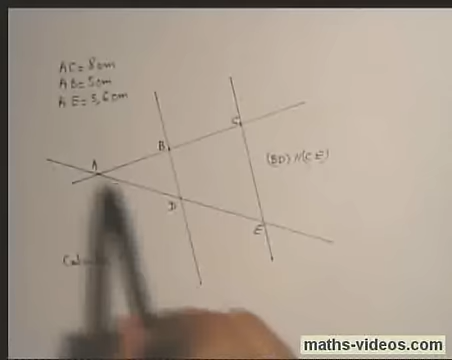 AC = 8cm
AB = 5cm
AE = 5,6cm
A
B
C
(BD) // (CE)
D
E
maths-videos.com